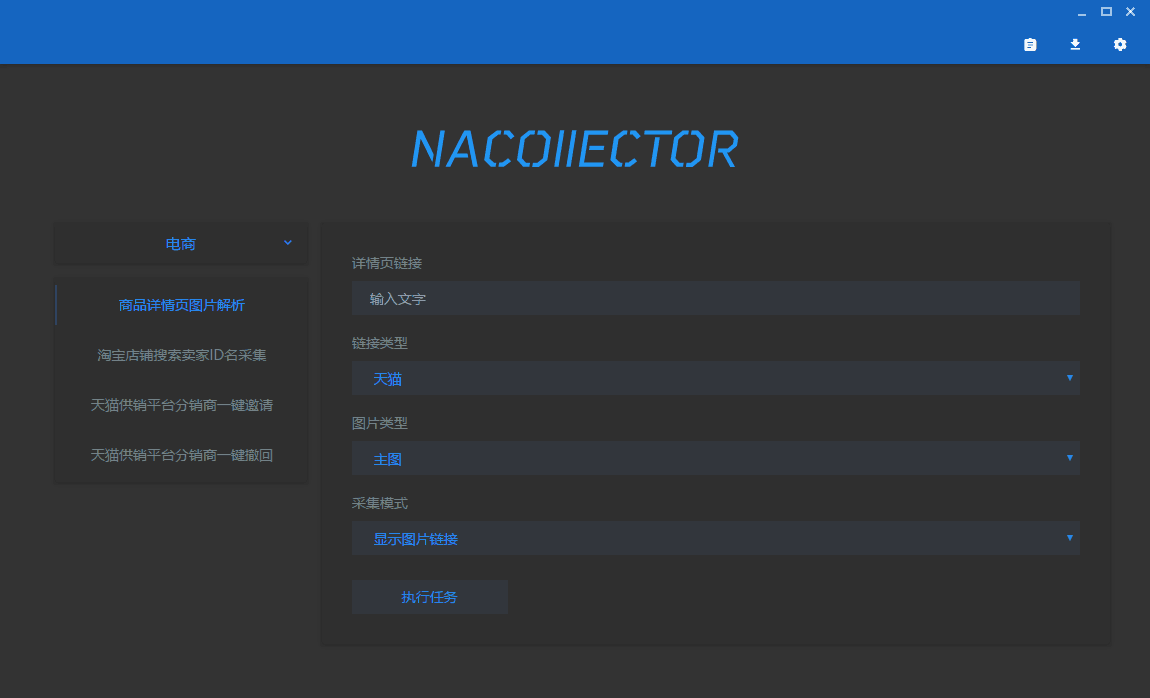 NACOllECTOR
电商
商品详情页图片解析
淘宝店铺搜索卖家ID名采集
天猫供销平台分销商一键邀请
天猫供销平台分销商一键撤回
详情页链接
输入文字
链接类型
天猫
图片类型
主图
采集模式
显示图片链接
执行任务